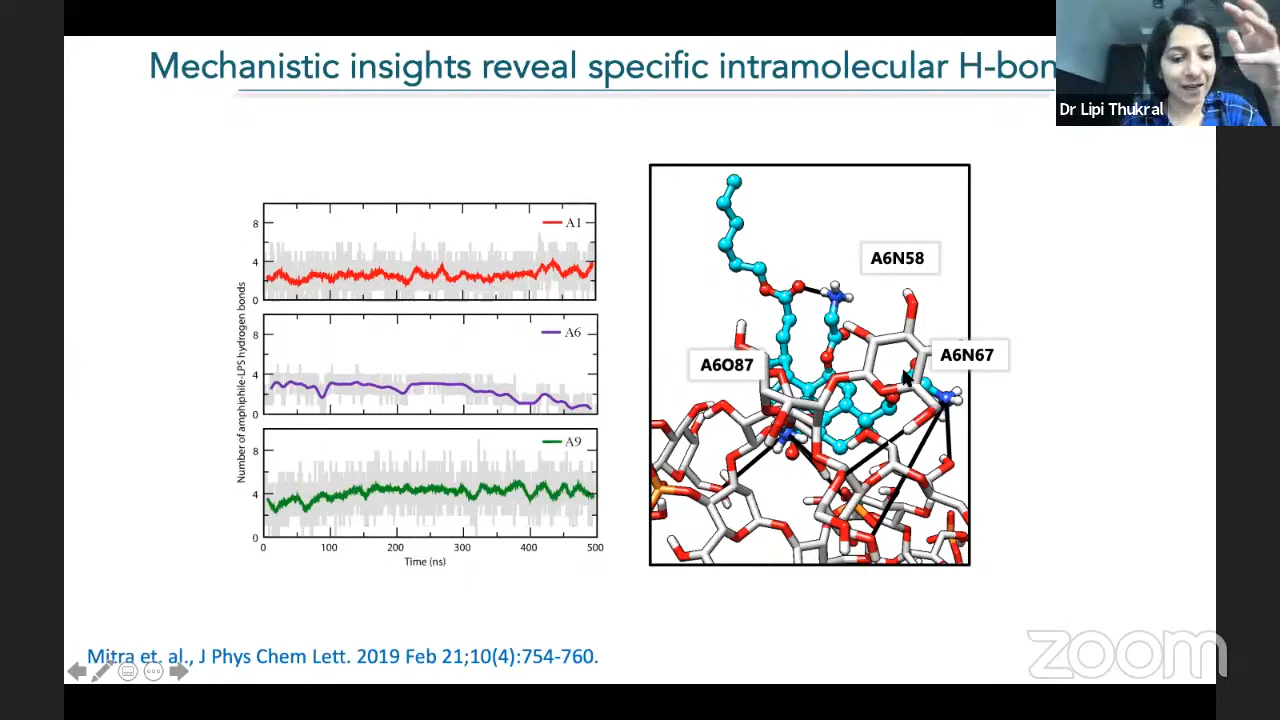 Mechanistic insights reveal specific intramolecular H-bon
Dr Lipi Thukral
Number of amphiphile-LPS hydrogen bonds
8
4
0
A1
8
4
0
A6
8
4
0
A9
0 100 200 300 400 500
Time (ns)
A6N58
A6O87
A6N67
Mitra et. al., J Phys Chem Lett. 2019 Feb 21;10(4):754-760.
zoom